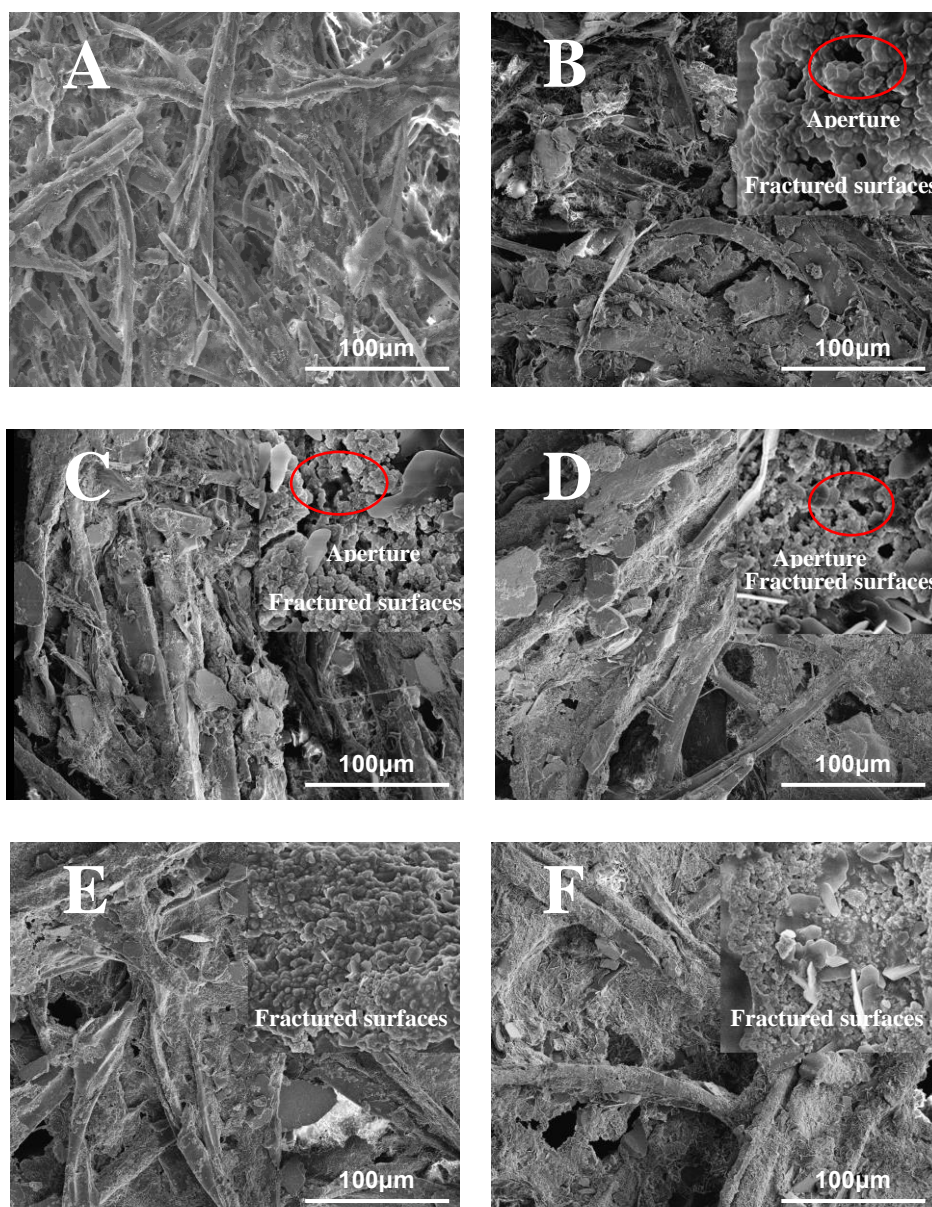 A
100μm
B
Aperture
Fractured surfaces
100μm
C
Aperture
Fractured surfaces
100μm
D
Aperture
Fractured surfaces
100μm
E
Fractured surfaces
100μm
F
Fractured surfaces
100μm